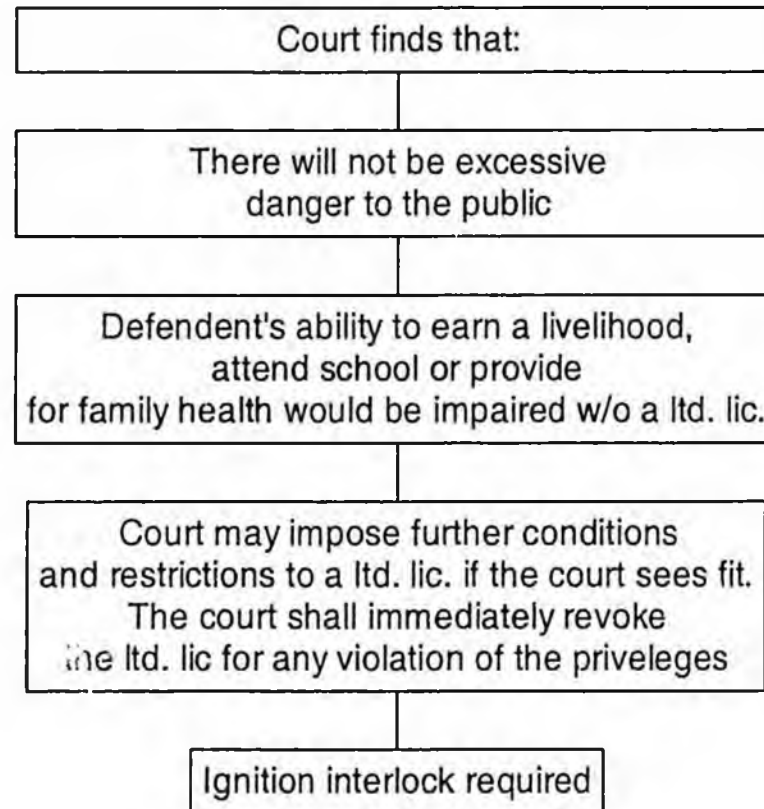 Court finds that:
There will not be excessive
danger to the public
Defendent's ability to earn a livelihood,
attend school or provide
for family health would be impaired w/o a ltd. lic.
Court may impose further conditions
and restrictions to a ltd. lic. if the court sees fit.
The court shall immediately revoke
the ltd. lic for any violation of the priveleges
Ignition interlock required